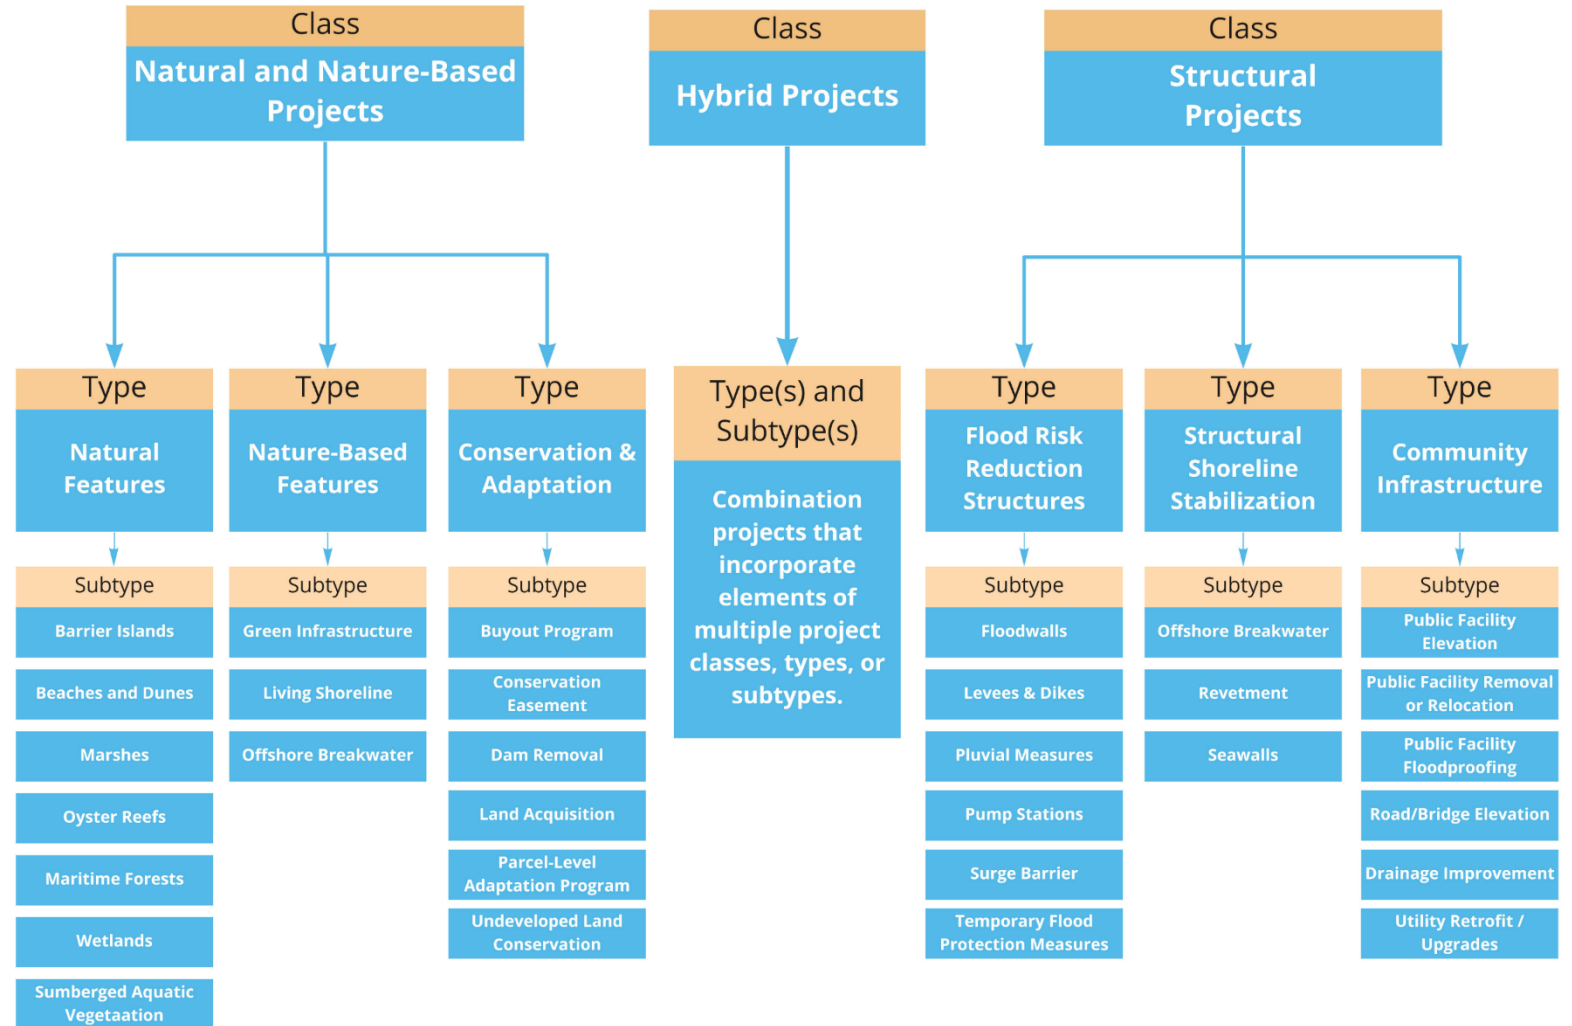 Class
Natural and Nature-Based
Projects
Class
Hybrid Projects
Class
Structural
Projects
Type
Natural
Features
Subtype
Barrier Islands
Beaches and Dunes
Marshes
Oyster Reefs
Maritime Forests
Wetlands
Sumberged Aquatic
Vegetaation
Type
Nature-Based
Features
Subtype
Green Infrastructure
Living Shoreline
Offshore Breakwater
Type
Conservation &
Adaptation
Subtype
Buyout Program
Conservation
Easement
Dam Removal
Land Acquisition
Parcel-Level
Adaptation Program
Undeveloped Land
Conservation
Type(s) and
Subtype(s)
Combination
projects that
incorporate
elements of
multiple project
classes, types, or
subtypes.
Type
Flood Risk
Reduction
Structures
Subtype
Floodwalls
Levees & Dikes
Pluvial Measures
Pump Stations
Surge Barrier
Temporary Flood
Protection Measures
Type
Structural
Shoreline
Stabilization
Subtype
Offshore Breakwater
Revetment
Seawalls
Type
Community
Infrastructure
Subtype
Public Facility
Elevation
Public Facility Removal
or Relocation
Public Facility
Floodproofing
Road/Bridge Elevation
Drainage Improvement
Utility Retrofit /
Upgrades